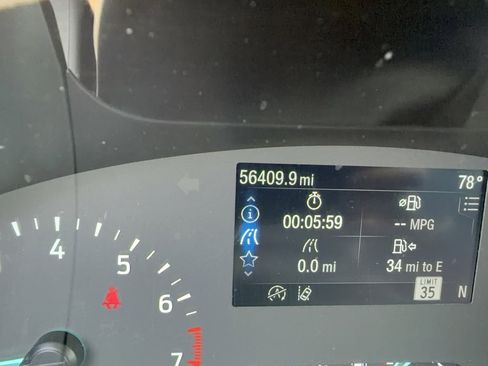 56409.9 mi 78°
00:05:59 -- MPG
0.0 mi 34 mi to E
LIMIT
35 N
4 5 6 7